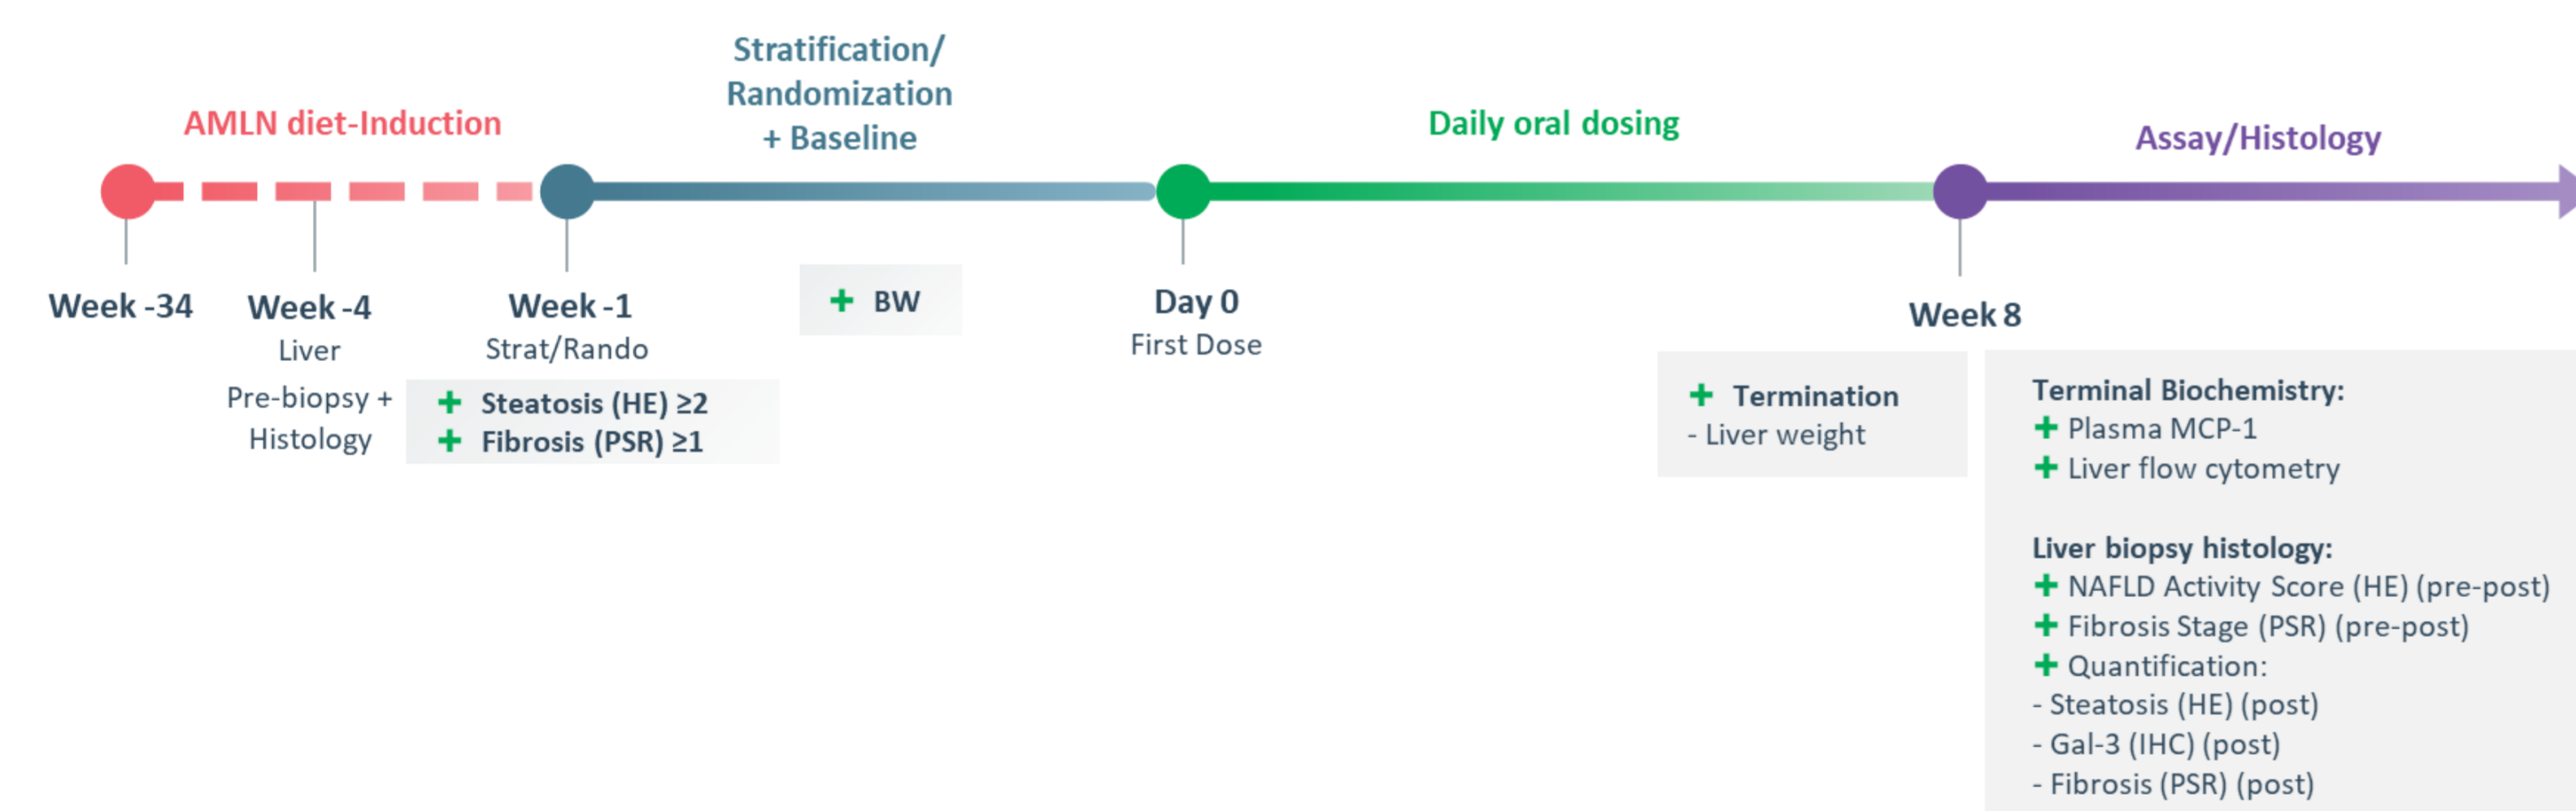 AMLN diet-Induction
Stratification/
Randomization
+ Baseline
Daily oral dosing
Assay/Histology
Week -34
Week -4
Liver
Pre-biopsy +
Histology
Week -1
Strat/Rando
+ Steatosis (HE) ≥2
+ Fibrosis (PSR) ≥1
+ BW
Day 0
First Dose
Week 8
+ Termination
- Liver weight
Terminal Biochemistry:
+ Plasma MCP-1
+ Liver flow cytometry
Liver biopsy histology:
+ NAFLD Activity Score (HE) (pre-post)
+ Fibrosis Stage (PSR) (pre-post)
+ Quantification:
- Steatosis (HE) (post)
- Gal-3 (IHC) (post)
- Fibrosis (PSR) (post)